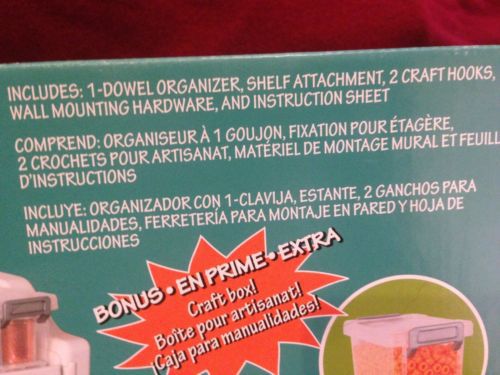 INCLUDES: 1-DOWEL ORGANIZER, SHELF ATTACHMENT, 2 CRAFT HOOKS,
WALL MOUNTING HARDWARE, AND INSTRUCTION SHEET
COMPREND: ORGANISEUR À 1 GOUJON, FIXATION POUR ÉTAGÈRE,
2 CROCHETS POUR ARTISANAT, MATÉRIEL DE MONTAGE MURAL ET FEUILL
D'INSTRUCTIONS
INCLUYE: ORGANIZADOR CON 1-CLAVIJA, ESTANTE, 2 GANCHOS PARA
MANUALIDADES, FERRETERÍA PARA MONTAJE EN PARED Y HOJA DE
INSTRUCCIONES
BONUS • EN PRIME • EXTRA
Craft box!
Boîte pour artisanat!
¡Caja para manualidades!